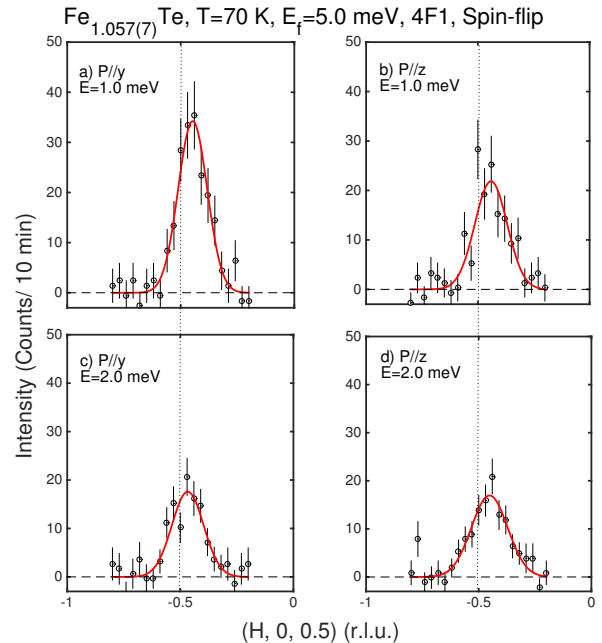 Fe1.057(7)Te, T=70 K, Ef=5.0 meV, 4F1, Spin-flip
50
40
30
20
10
0
a) P//y
E=1.0 meV
50
40
30
20
10
0
b) P//z
E=1.0 meV
Intensity (Counts/ 10 min)
50
40
30
20
10
0
c) P//y
E=2.0 meV
-1
-0.5
0
50
40
30
20
10
0
d) P//z
E=2.0 meV
-1
-0.5
0
(H, 0, 0.5) (r.l.u.)